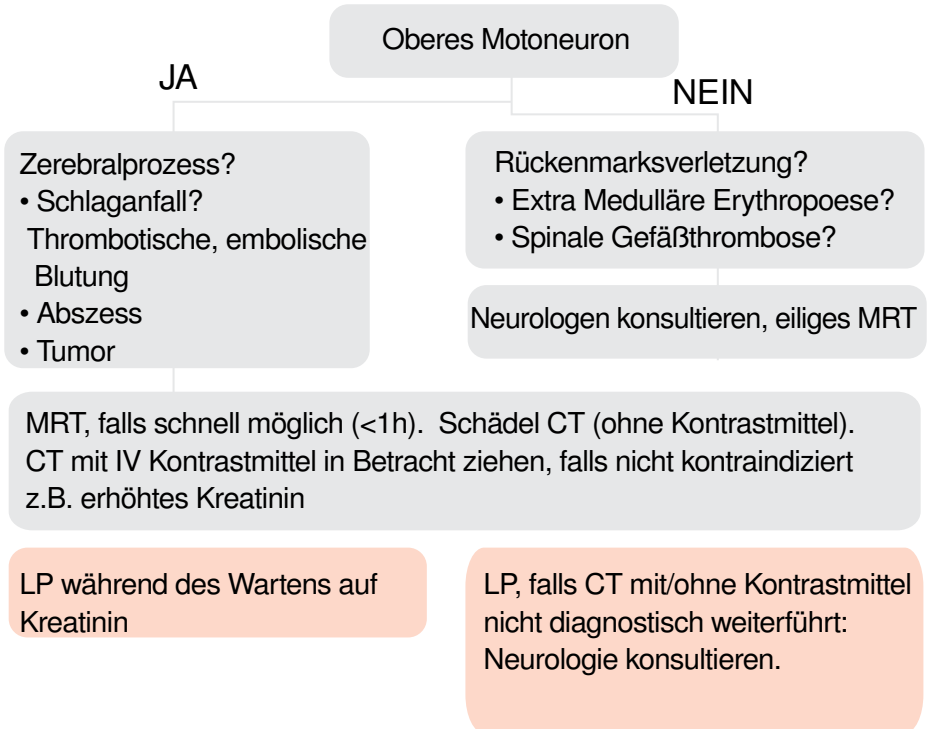 Oberes Motoneuron
JA
NEIN
Zerebralprozess?
• Schlaganfall?
Thrombotische, embolische
Blutung
• Abszess
• Tumor
Rückenmarksverletzung?
• Extra Medulläre Erythropoese?
• Spinale Gefäßthrombose?
Neurologen konsultieren, eiliges MRT
MRT, falls schnell möglich (<1h). Schädel CT (ohne Kontrastmittel).
CT mit IV Kontrastmittel in Betracht ziehen, falls nicht kontraindiziert
z.B. erhöhtes Kreatinin
LP während des Wartens auf
Kreatinin
LP, falls CT mit/ohne Kontrastmittel
nicht diagnostisch weiterführt:
Neurologie konsultieren.